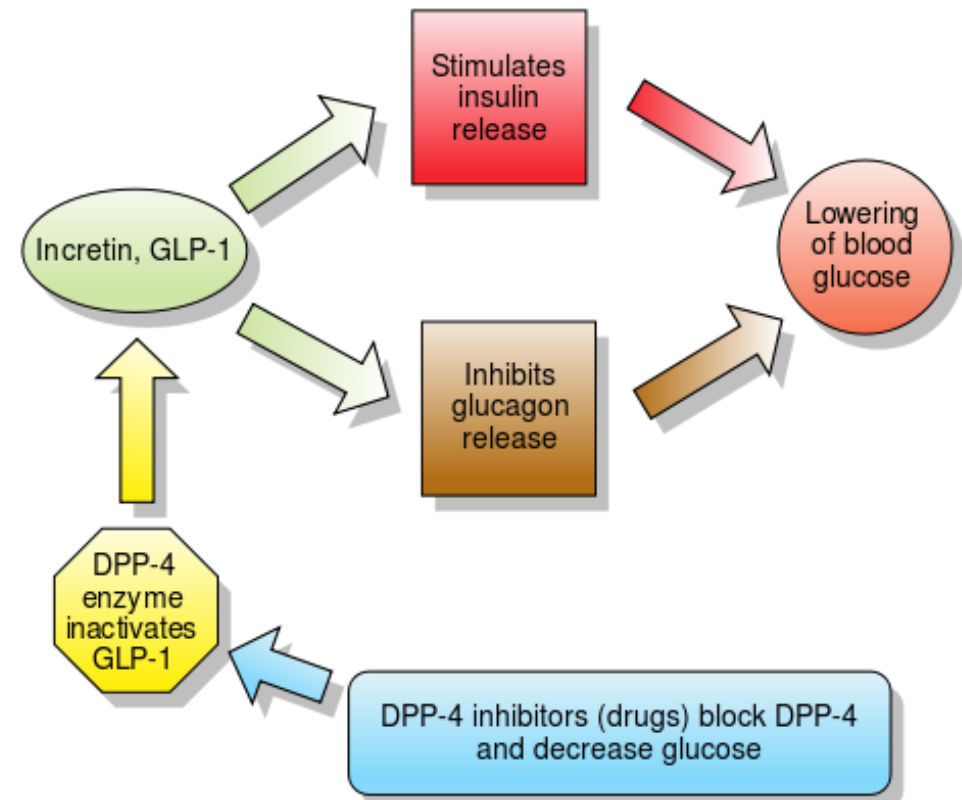 Stimulates
insulin
release
Incretin, GLP-1
Lowering
of blood
glucose
Inhibits
glucagon
release
DPP-4
enzyme
inactivates
GLP-1
DPP-4 inhibitors (drugs) block DPP-4
and decrease glucose